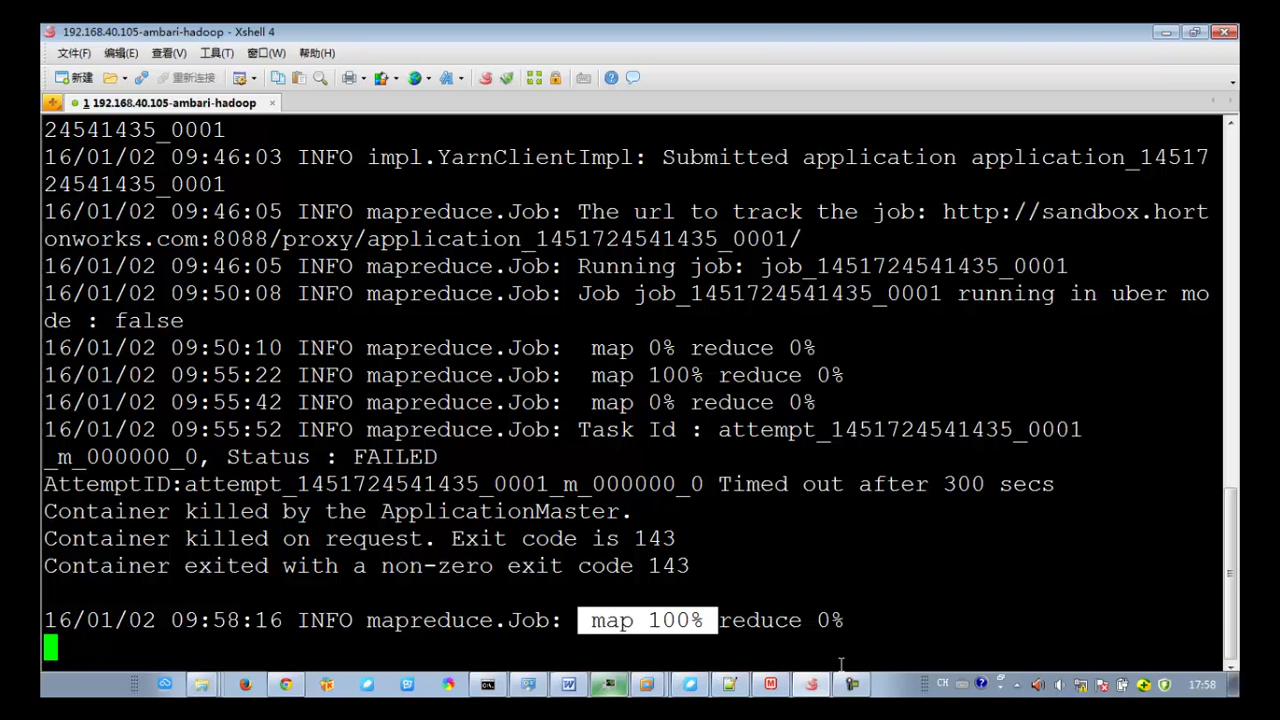 192.168.40.105-ambari-hadoop - Xshell 4
文件(F) 编辑(E) 查看(V) 工具(T) 窗口(W) 帮助(H)
新建 重新连接
1 192.168.40.105-ambari-hadoop
24541435_0001
16/01/02 09:46:03 INFO impl.YarnClientImpl: Submitted application application_14517
24541435_0001
16/01/02 09:46:05 INFO mapreduce.Job: The url to track the job: http://sandbox.hort
onworks.com:8088/proxy/application_1451724541435_0001/
16/01/02 09:46:05 INFO mapreduce.Job: Running job: job_1451724541435_0001
16/01/02 09:50:08 INFO mapreduce.Job: Job job_1451724541435_0001 running in uber mo
de : false
16/01/02 09:50:10 INFO mapreduce.Job:  map 0% reduce 0%
16/01/02 09:55:22 INFO mapreduce.Job:  map 100% reduce 0%
16/01/02 09:55:42 INFO mapreduce.Job:  map 0% reduce 0%
16/01/02 09:55:52 INFO mapreduce.Job: Task Id : attempt_1451724541435_0001
_m_000000_0, Status : FAILED
AttemptID:attempt_1451724541435_0001_m_000000_0 Timed out after 300 secs
Container killed by the ApplicationMaster.
Container killed on request. Exit code is 143
Container exited with a non-zero exit code 143
16/01/02 09:58:16 INFO mapreduce.Job:  map 100% reduce 0%
CH 17:58